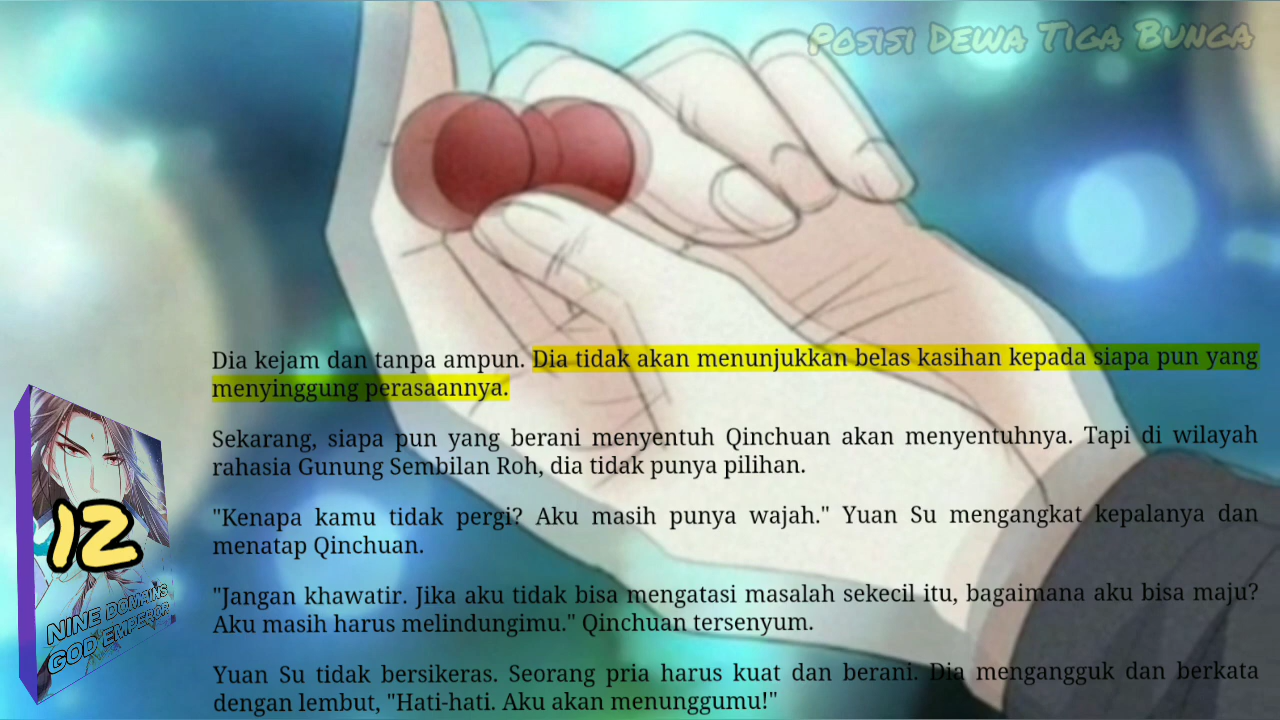 Posisi Dewa Tiga Bunga
Dia kejam dan tanpa ampun. Dia tidak akan menunjukkan belas kasihan kepada siapa pun yang
menyinggung perasaannya.
Sekarang, siapa pun yang berani menyentuh Qinchuan akan menyentuhnya. Tapi di wilayah
rahasia Gunung Sembilan Roh, dia tidak punya pilihan.
"Kenapa kamu tidak pergi? Aku masih punya wajah." Yuan Su mengangkat kepalanya dan
menatap Qinchuan.
"Jangan khawatir. Jika aku tidak bisa mengatasi masalah sekecil itu, bagaimana aku bisa maju?
Aku masih harus melindungimu." Qinchuan tersenyum.
Yuan Su tidak bersikeras. Seorang pria harus kuat dan berani. Dia mengangguk dan berkata
dengan lembut, "Hati-hati. Aku akan menunggumu!"
12
NINE DOMAINS
GOD EMPEROR